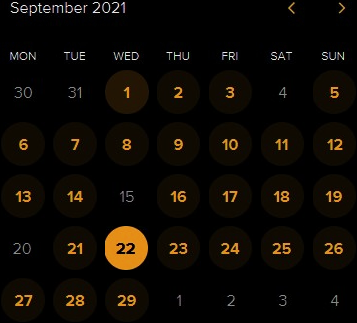 September 2021
MON TUE WED THU FRI SAT SUN
30 31 1 2 3 4 5
6 7 8 9 10 11 12
13 14 15 16 17 18 19
20 21 22 23 24 25 26
27 28 29 1 2 3 4